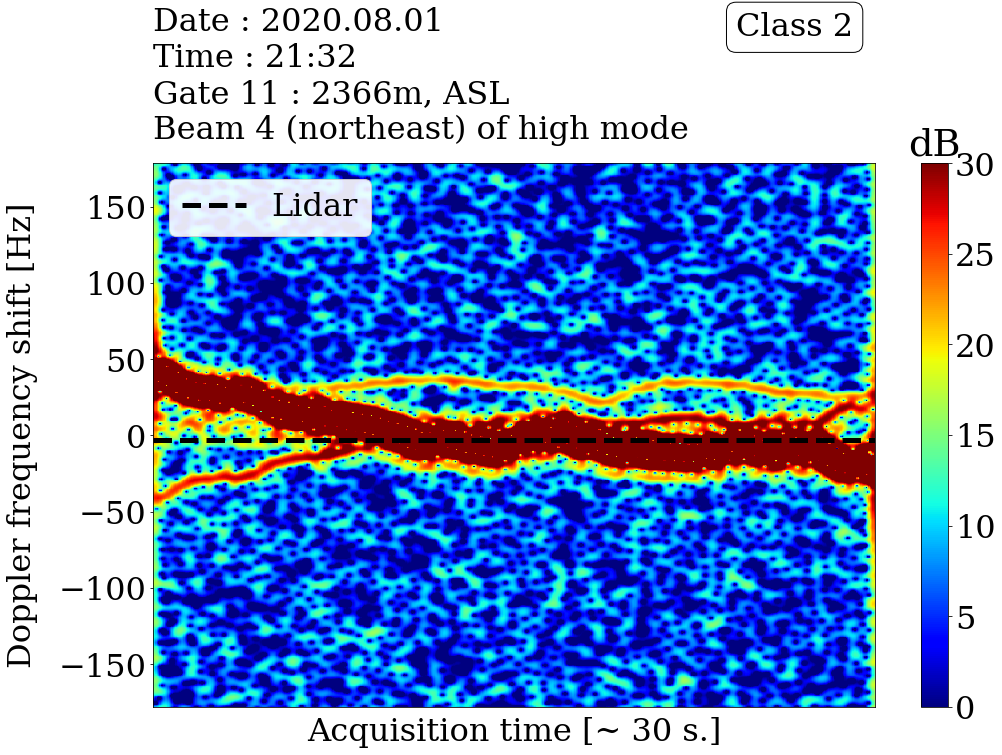 Date : 2020.08.01
Time : 21:32
Gate 11 : 2366m, ASL
Beam 4 (northeast) of high mode
Class 2
dB
Lidar
Doppler frequency shift [Hz]
150
100
50
0
−50
−100
−150
30
25
20
15
10
5
0
Acquisition time [~ 30 s.]